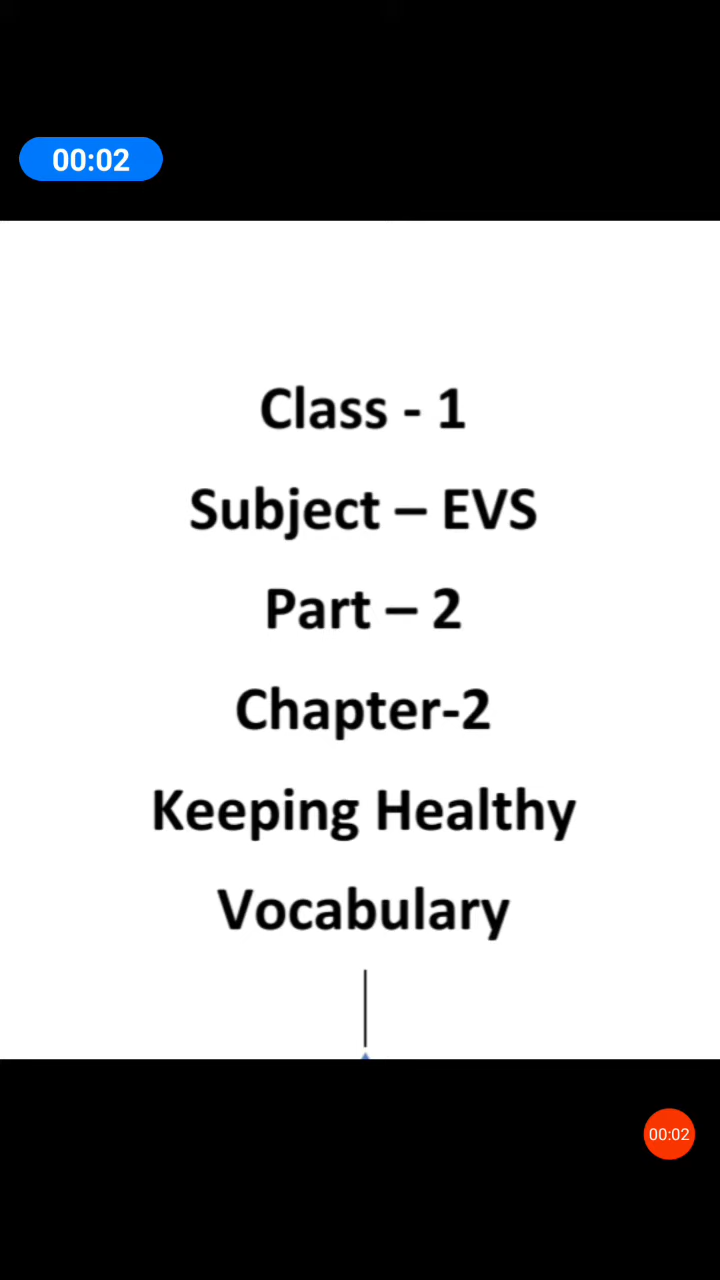 00:02
Class - 1
Subject – EVS
Part – 2
Chapter-2
Keeping Healthy
Vocabulary
00:02